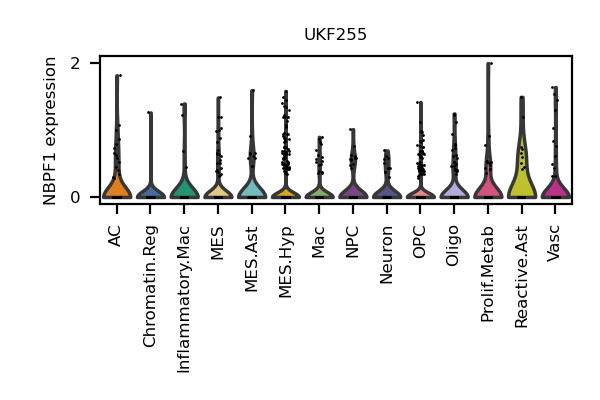 UKF255
NBPF1 expression
2
0
AC
Chromatin.Reg
Inflammatory.Mac
MES
MES.Ast
MES.Hyp
Mac
NPC
Neuron
OPC
Oligo
Prolif.Metab
Reactive.Ast
Vasc